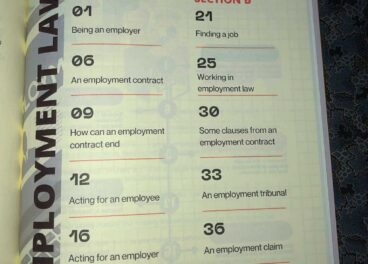 EMPLOYMENT LAW
01
Being an employer
06
An employment contract
09
How can an employment
contract end
12
Acting for an employee
16
Acting for an employer
SECTION B
21
Finding a job
25
Working in
employment law
30
Some clauses from an
employment contract
33
An employment tribunal
36
An employment claim